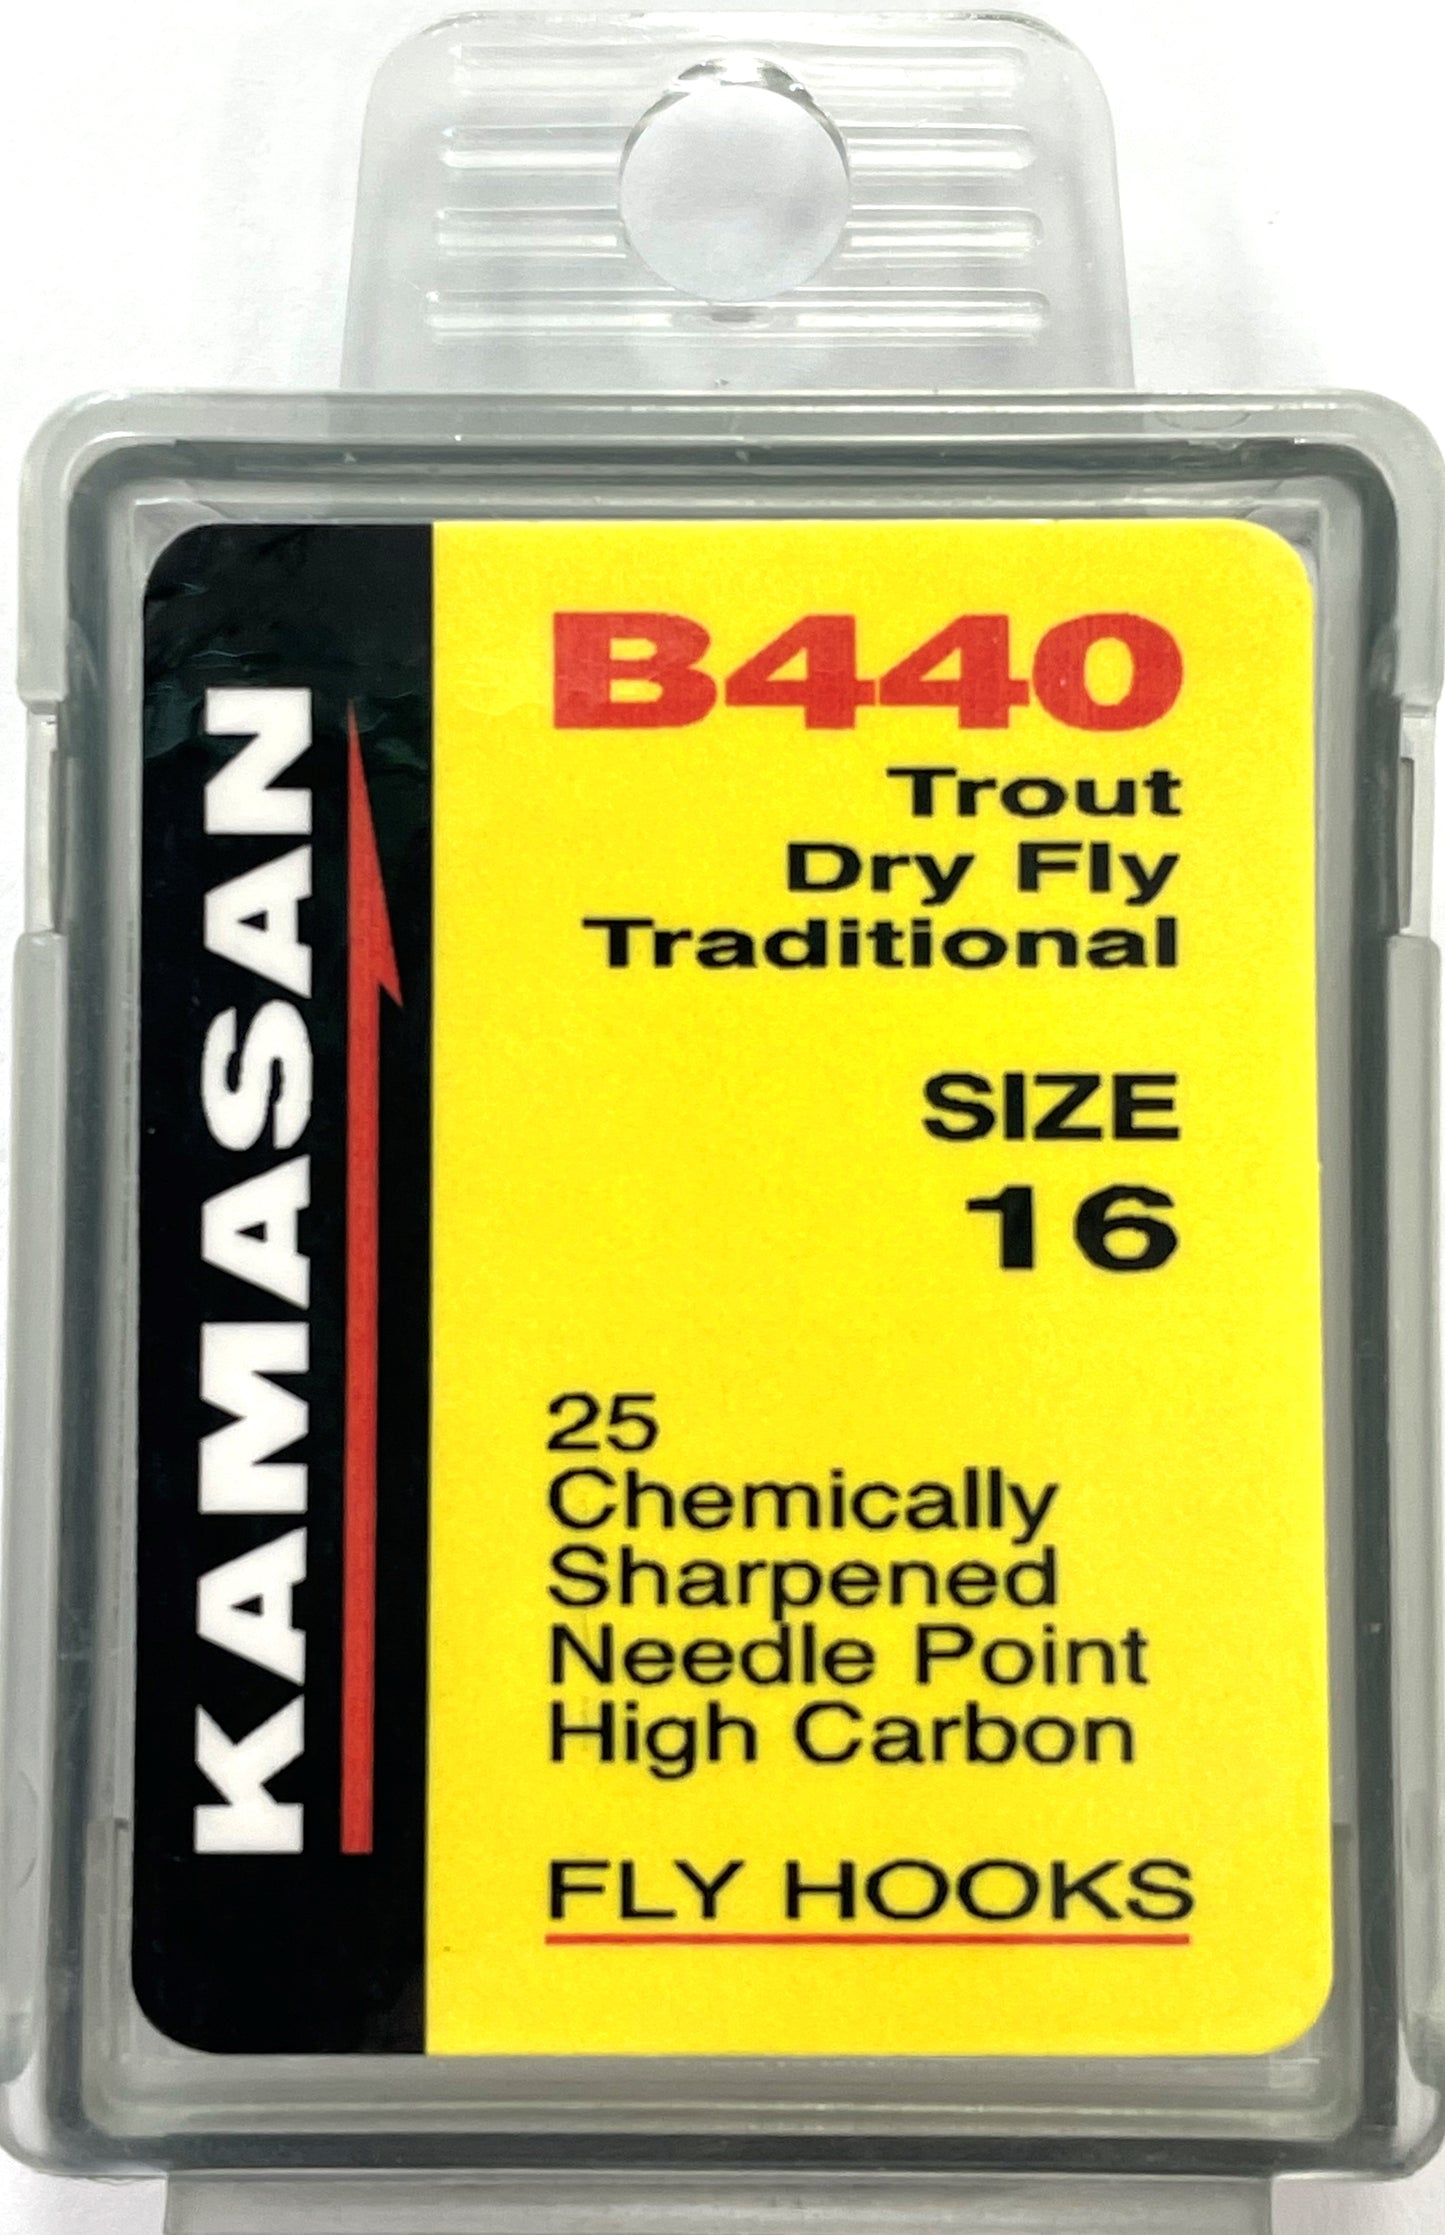 KAMASAN
B440
Trout
Dry Fly
Traditional
SIZE
16
25
Chemically
Sharpened
Needle Point
High Carbon
FLY HOOKS